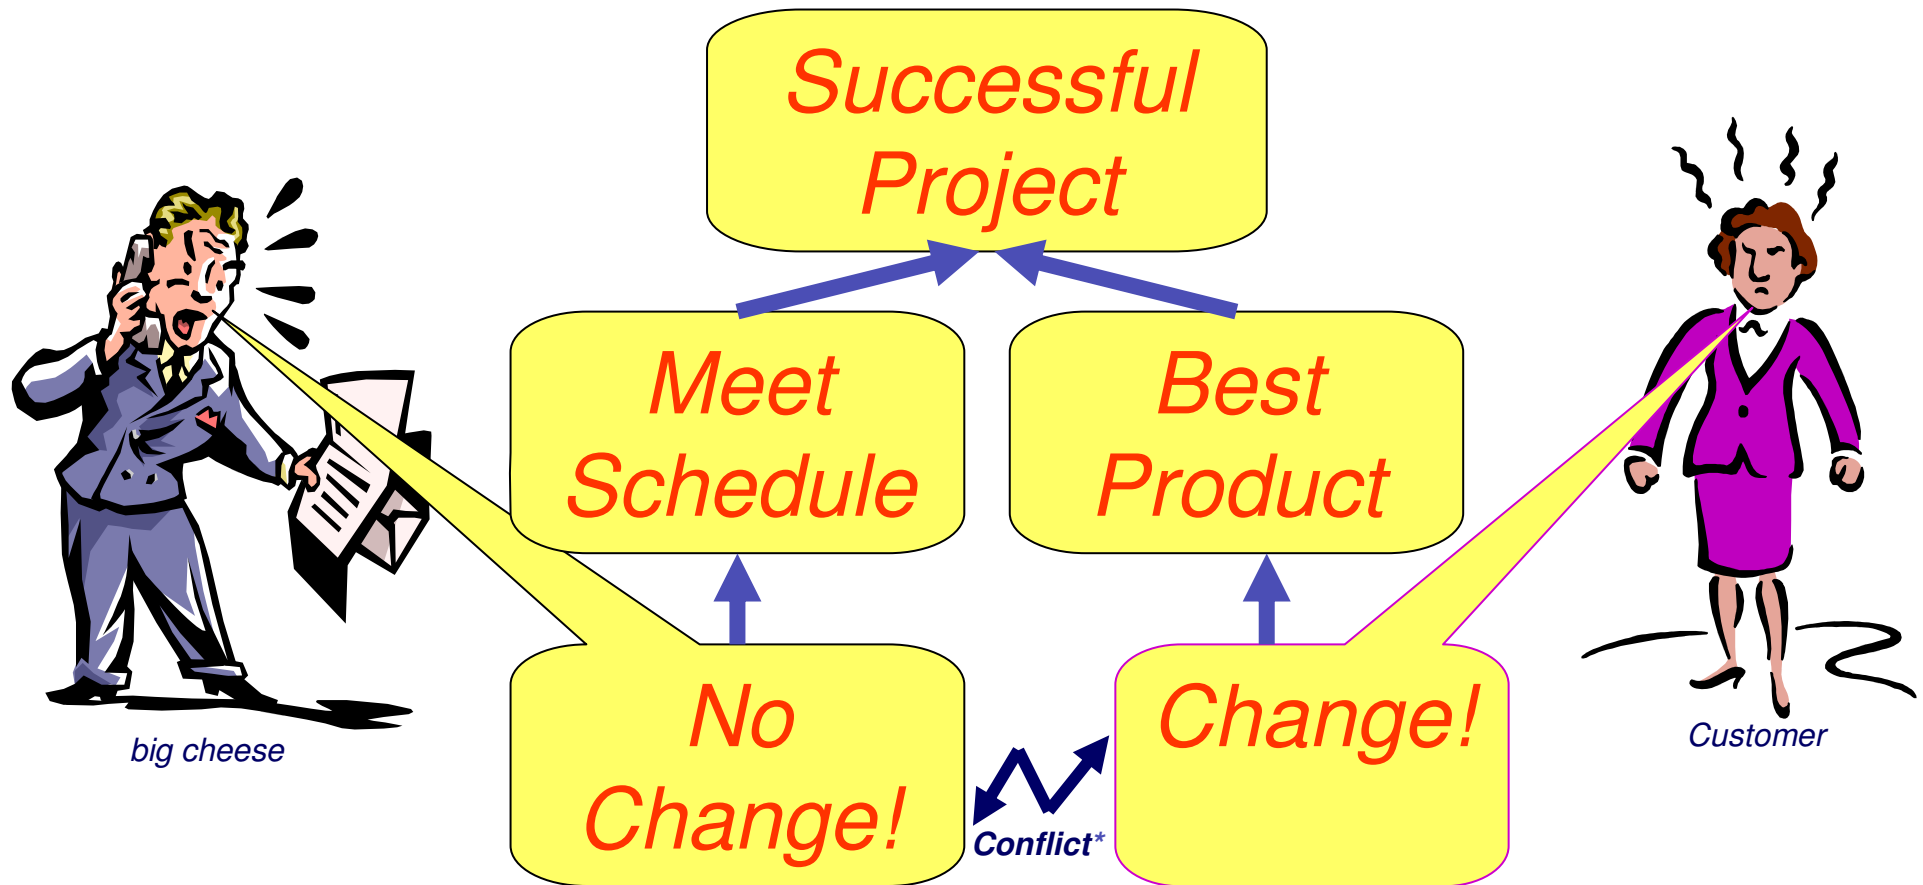 Successful
Project
Meet
Schedule
Best
Product
No
Change!
Change!
big cheese
Customer
Conflict*